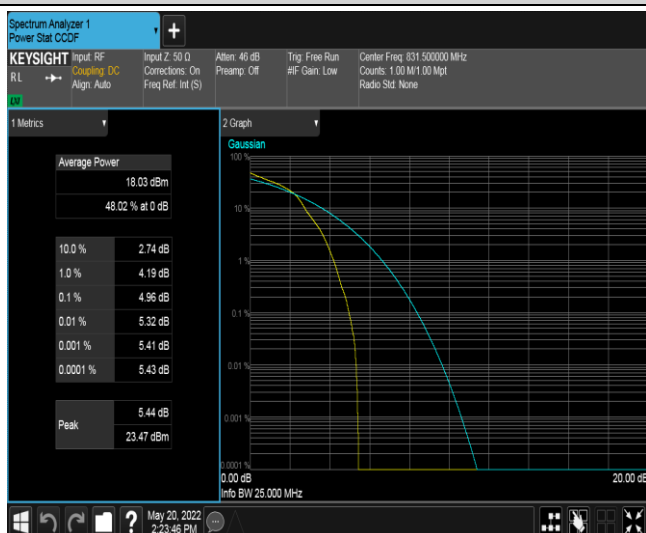 Spectrum Analyzer 1
Power Stat CCDF
KEYSIGHT
RL
Input: RF
Coupling: DC
Align: Auto
Input Z: 50 Ω
Corrections: On
Freq Ref: Int (S)
Atten: 46 dB
Preamp: Off
Trig: Free Run
#IF Gain: Low
Center Freq: 831.500000 MHz
Counts: 1.00 M/1.00 Mpt
Radio Std: None
1 Metrics
Average Power
18.03 dBm
48.02 % at 0 dB
10.0 % 2.74 dB
1.0 % 4.19 dB
0.1 % 4.96 dB
0.01 % 5.32 dB
0.001 % 5.41 dB
0.0001 % 5.43 dB
Peak
5.44 dB
23.47 dBm
2 Graph
Gaussian
100 %
10 %
1 %
0.1 %
0.01 %
0.001 %
0.0001 %
0.00 dB
20.00 dB
Info BW 25.000 MHz
?
May 20, 2022
2:23:46 PM